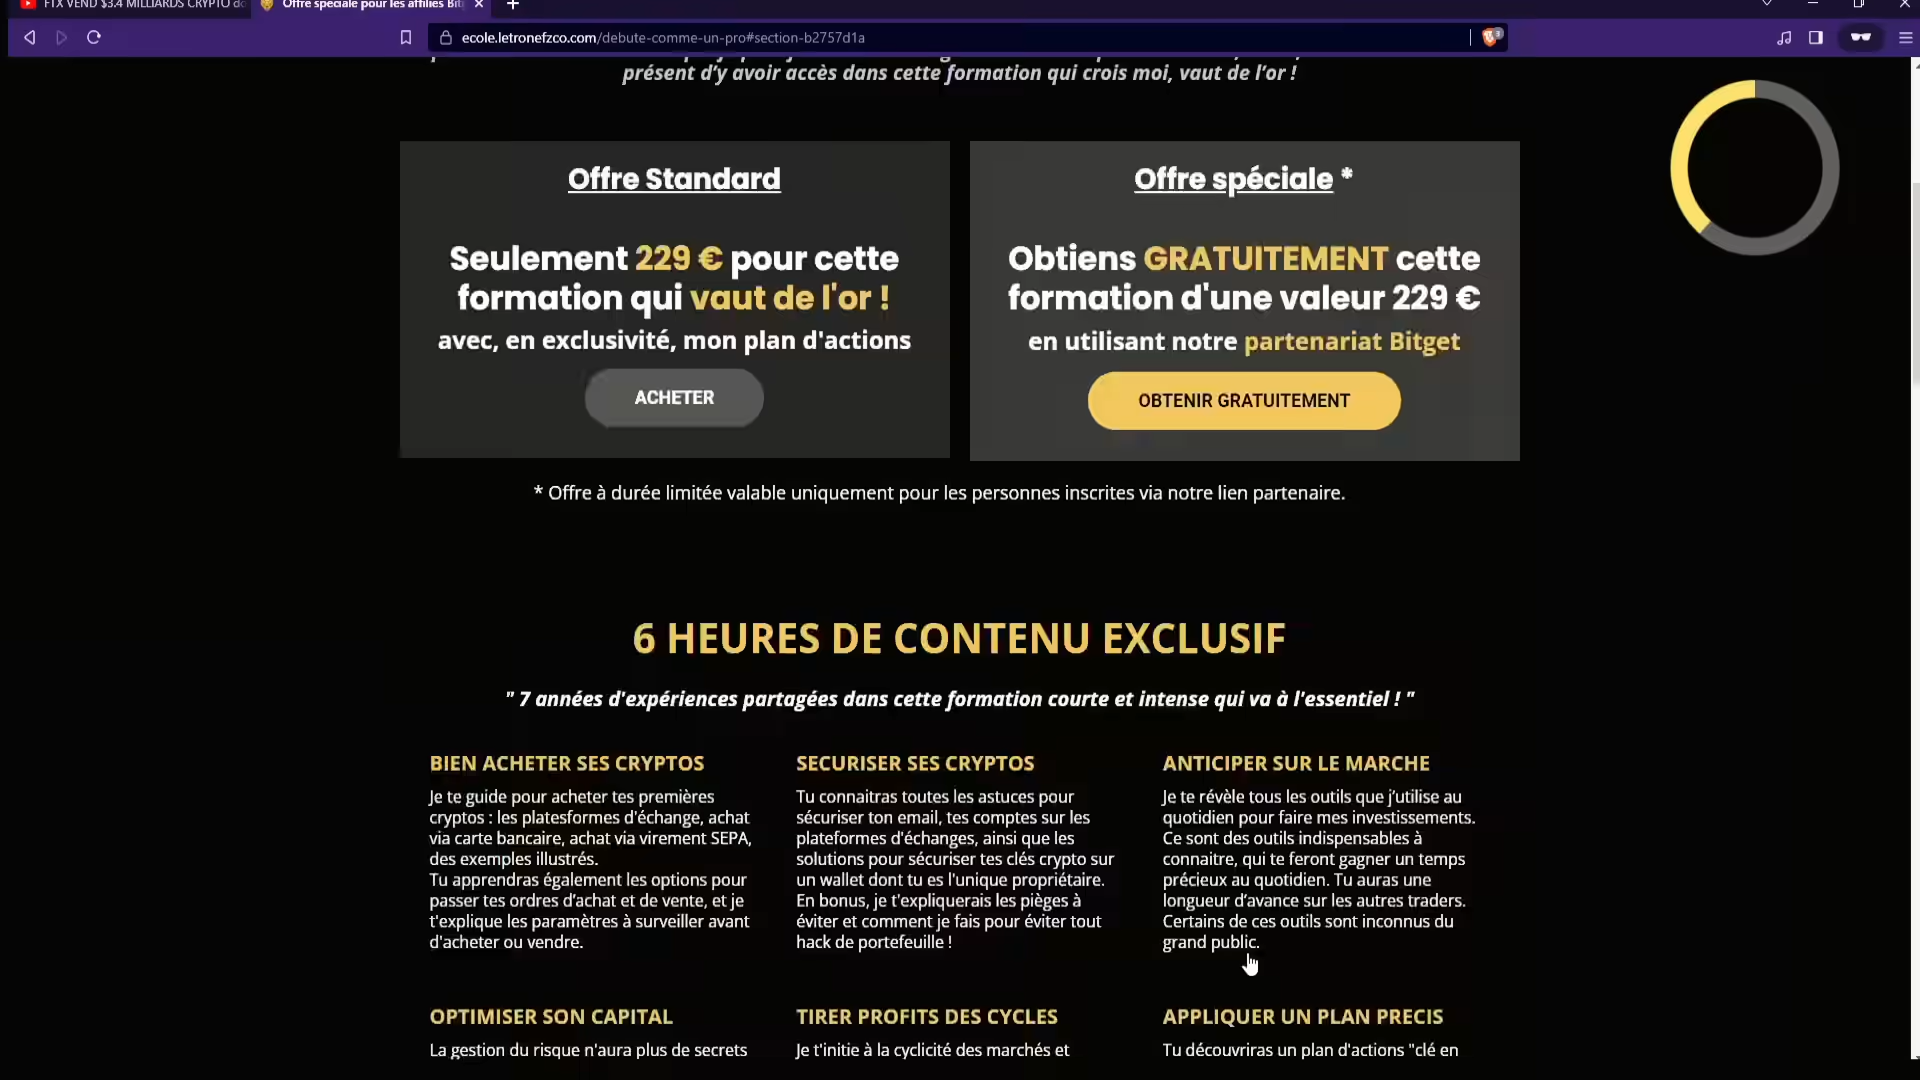 FTX VEND $3.4 MILLIARDS CRYPTO do
Offre spéciale pour les affiliés Bit
ecole.letronefzco.com/debute-comme-un-pro#section-b2757d1a
présent d'y avoir accès dans cette formation qui crois moi, vaut de l'or !
Offre Standard
Seulement 229 € pour cette
formation qui vaut de l'or !
avec, en exclusivité, mon plan d'actions
ACHETER
Offre spéciale *
Obtiens GRATUITEMENT cette
formation d'une valeur 229 €
en utilisant notre partenariat Bitget
OBTENIR GRATUITEMENT
* Offre à durée limitée valable uniquement pour les personnes inscrites via notre lien partenaire.
6 HEURES DE CONTENU EXCLUSIF
" 7 années d'expériences partagées dans cette formation courte et intense qui va à l'essentiel ! "
BIEN ACHETER SES CRYPTOS
Je te guide pour acheter tes premières
cryptos : les platesformes d'échange, achat
via carte bancaire, achat via virement SEPA,
des exemples illustrés.
Tu apprendras également les options pour
passer tes ordres d'achat et de vente, et je
t'explique les paramètres à surveiller avant
d'acheter ou vendre.
SECURISER SES CRYPTOS
Tu connaitras toutes les astuces pour
sécuriser ton email, tes comptes sur les
plateformes d'échanges, ainsi que les
solutions pour sécuriser tes clés crypto sur
un wallet dont tu es l'unique propriétaire.
En bonus, je t'expliquerais les pièges à
éviter et comment je fais pour éviter tout
hack de portefeuille !
ANTICIPER SUR LE MARCHE
Je te révèle tous les outils que j'utilise au
quotidien pour faire mes investissements.
Ce sont des outils indispensables à
connaitre, qui te feront gagner un temps
précieux au quotidien. Tu auras une
longueur d'avance sur les autres traders.
Certains de ces outils sont inconnus du
grand public.
OPTIMISER SON CAPITAL
La gestion du risque n'aura plus de secrets
TIRER PROFITS DES CYCLES
Je t'initie à la cyclicité des marchés et
APPLIQUER UN PLAN PRECIS
Tu découvriras un plan d'actions "clé en